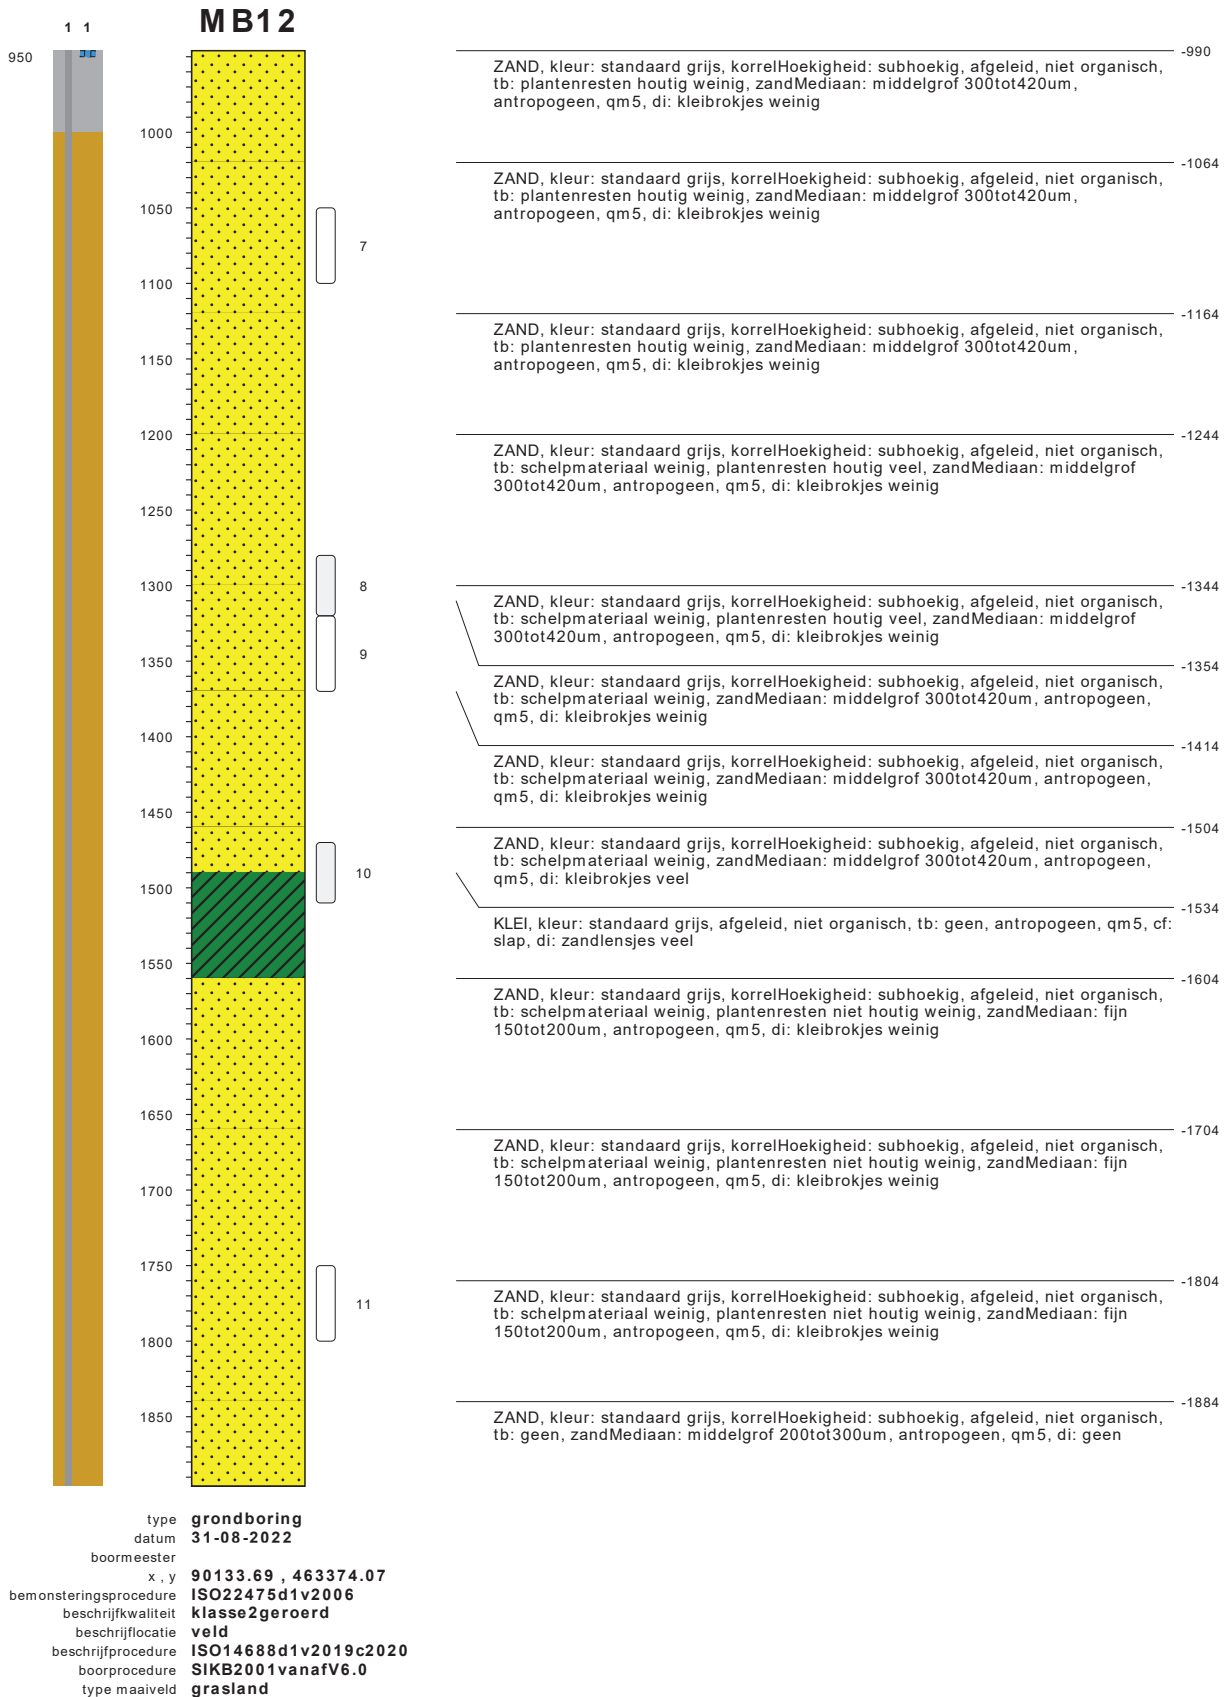 1 1
MB12
950
-990
ZAND, kleur: standaard grijs, korrelHoekigheid: subhoekig, afgeleid, niet organisch,
tb: plantenresten houtig weinig, zandMediaan: middelgrof 300tot420um,
antropogeen, qm5, di: kleibrokjes weinig
1000
-1064
ZAND, kleur: standaard grijs, korrelHoekigheid: subhoekig, afgeleid, niet organisch,
tb: plantenresten houtig weinig, zandMediaan: middelgrof 300tot420um,
antropogeen, qm5, di: kleibrokjes weinig
1050
7
1100
-1164
ZAND, kleur: standaard grijs, korrelHoekigheid: subhoekig, afgeleid, niet organisch,
tb: plantenresten houtig weinig, zandMediaan: middelgrof 300tot420um,
antropogeen, qm5, di: kleibrokjes weinig
1150
1200
-1244
ZAND, kleur: standaard grijs, korrelHoekigheid: subhoekig, afgeleid, niet organisch,
tb: schelpmateriaal weinig, plantenresten houtig veel, zandMediaan: middelgrof
300tot420um, antropogeen, qm5, di: kleibrokjes weinig
1250
1300
8
-1344
ZAND, kleur: standaard grijs, korrelHoekigheid: subhoekig, afgeleid, niet organisch,
tb: schelpmateriaal weinig, plantenresten houtig veel, zandMediaan: middelgrof
300tot420um, antropogeen, qm5, di: kleibrokjes weinig
9
1350
-1354
ZAND, kleur: standaard grijs, korrelHoekigheid: subhoekig, afgeleid, niet organisch,
tb: schelpmateriaal weinig, zandMediaan: middelgrof 300tot420um, antropogeen,
qm5, di: kleibrokjes weinig
1400
-1414
ZAND, kleur: standaard grijs, korrelHoekigheid: subhoekig, afgeleid, niet organisch,
tb: schelpmateriaal weinig, zandMediaan: middelgrof 300tot420um, antropogeen,
qm5, di: kleibrokjes weinig
1450
-1504
ZAND, kleur: standaard grijs, korrelHoekigheid: subhoekig, afgeleid, niet organisch,
tb: schelpmateriaal weinig, zandMediaan: middelgrof 300tot420um, antropogeen,
qm5, di: kleibrokjes veel
10
1500
-1534
KLEI, kleur: standaard grijs, afgeleid, niet organisch, tb: geen, antropogeen, qm5, cf:
slap, di: zandlensjes veel
1550
-1604
ZAND, kleur: standaard grijs, korrelHoekigheid: subhoekig, afgeleid, niet organisch,
tb: schelpmateriaal weinig, plantenresten niet houtig weinig, zandMediaan: fijn
150tot200um, antropogeen, qm5, di: kleibrokjes weinig
1600
1650
-1704
ZAND, kleur: standaard grijs, korrelHoekigheid: subhoekig, afgeleid, niet organisch,
tb: schelpmateriaal weinig, plantenresten niet houtig weinig, zandMediaan: fijn
150tot200um, antropogeen, qm5, di: kleibrokjes weinig
1700
1750
-1804
ZAND, kleur: standaard grijs, korrelHoekigheid: subhoekig, afgeleid, niet organisch,
tb: schelpmateriaal weinig, plantenresten niet houtig weinig, zandMediaan: fijn
150tot200um, antropogeen, qm5, di: kleibrokjes weinig
11
1800
-1884
ZAND, kleur: standaard grijs, korrelHoekigheid: subhoekig, afgeleid, niet organisch,
tb: geen, zandMediaan: middelgrof 200tot300um, antropogeen, qm5, di: geen
1850
type grondboring
datum 31-08-2022
boormeester
x , y 90133.69 , 463374.07
bemonsteringsprocedure ISO22475d1v2006
beschrijfkwaliteit klasse2geroerd
beschrijflocatie veld
beschrijfprocedure ISO14688d1v2019c2020
boorprocedure SIKB2001vanafV6.0
type maaiveld grasland